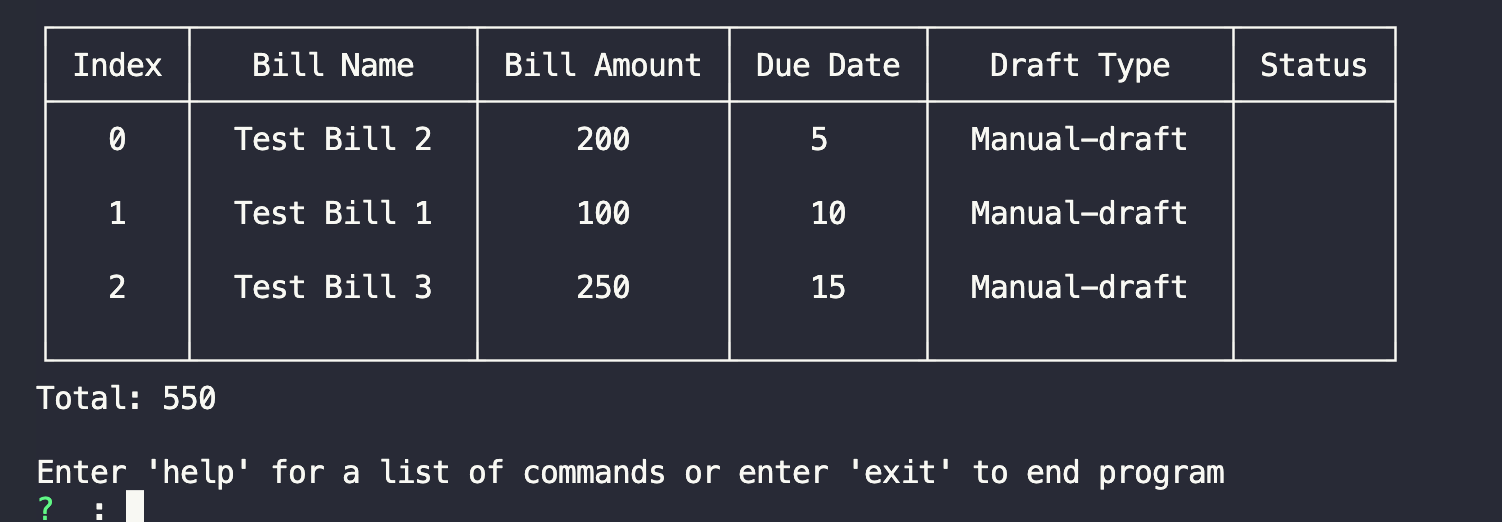 Index Bill Name Bill Amount Due Date Draft Type Status
0 Test Bill 2 200 5 Manual-draft
1 Test Bill 1 100 10 Manual-draft
2 Test Bill 3 250 15 Manual-draft
Total: 550
Enter 'help' for a list of commands or enter 'exit' to end program
? :